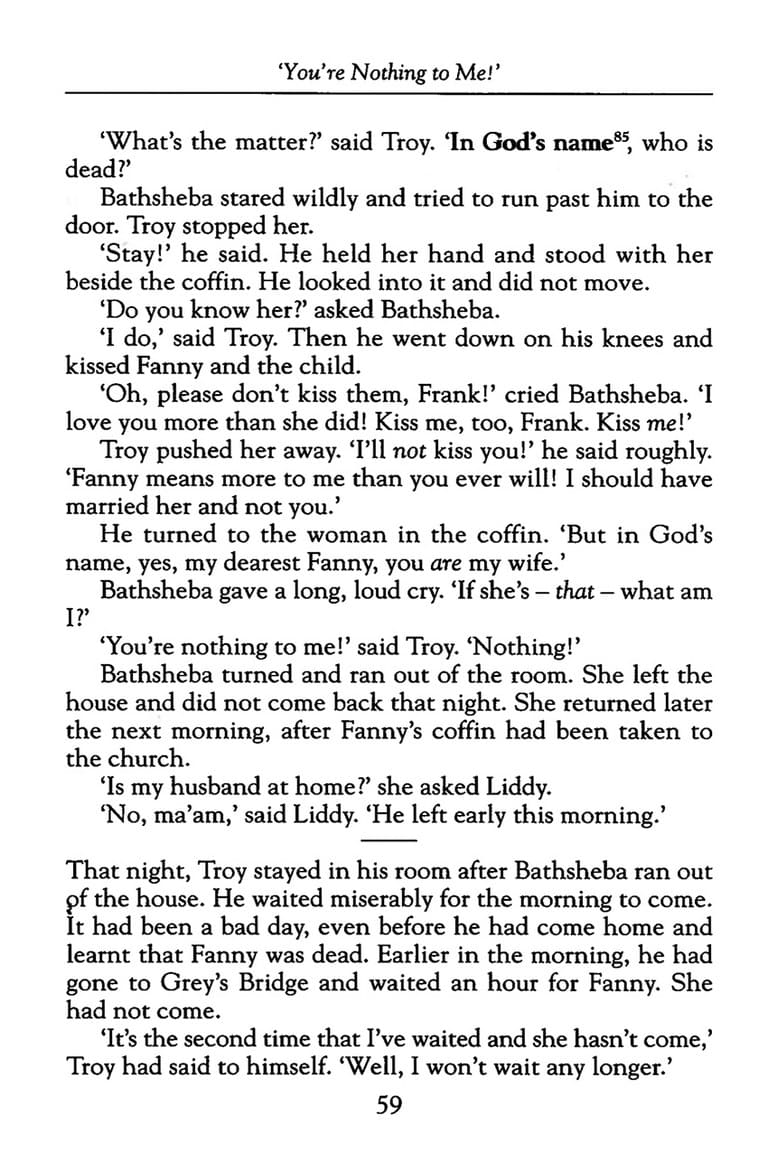 ‘You’re Nothing to Me!’
‘What’s the matter?’ said Troy. ‘In God’s name85, who is
dead?’
Bathsheba stared wildly and tried to run past him to the
door. Troy stopped her.
‘Stay!’ he said. He held her hand and stood with her
beside the coffin. He looked into it and did not move.
‘Do you know her?’ asked Bathsheba.
‘I do,’ said Troy. Then he went down on his knees and
kissed Fanny and the child.
‘Oh, please don’t kiss them, Frank!’ cried Bathsheba. ‘I
love you more than she did! Kiss me, too, Frank. Kiss me!’
Troy pushed her away. ‘I’ll not kiss you!’ he said roughly.
‘Fanny means more to me than you ever will! I should have
married her and not you.’
He turned to the woman in the coffin. ‘But in God’s
name, yes, my dearest Fanny, you are my wife.’
Bathsheba gave a long, loud cry. ‘If she’s – that – what am
I?’
‘You’re nothing to me!’ said Troy. ‘Nothing!’
Bathsheba turned and ran out of the room. She left the
house and did not come back that night. She returned later
the next morning, after Fanny’s coffin had been taken to
the church.
‘Is my husband at home?’ she asked Liddy.
‘No, ma’am,’ said Liddy. ‘He left early this morning.’
That night, Troy stayed in his room after Bathsheba ran out
of the house. He waited miserably for the morning to come.
It had been a bad day, even before he had come home and
learnt that Fanny was dead. Earlier in the morning, he had
gone to Grey’s Bridge and waited an hour for Fanny. She
had not come.
‘It’s the second time that I’ve waited and she hasn’t come,’
Troy had said to himself. ‘Well, I won’t wait any longer.’
59